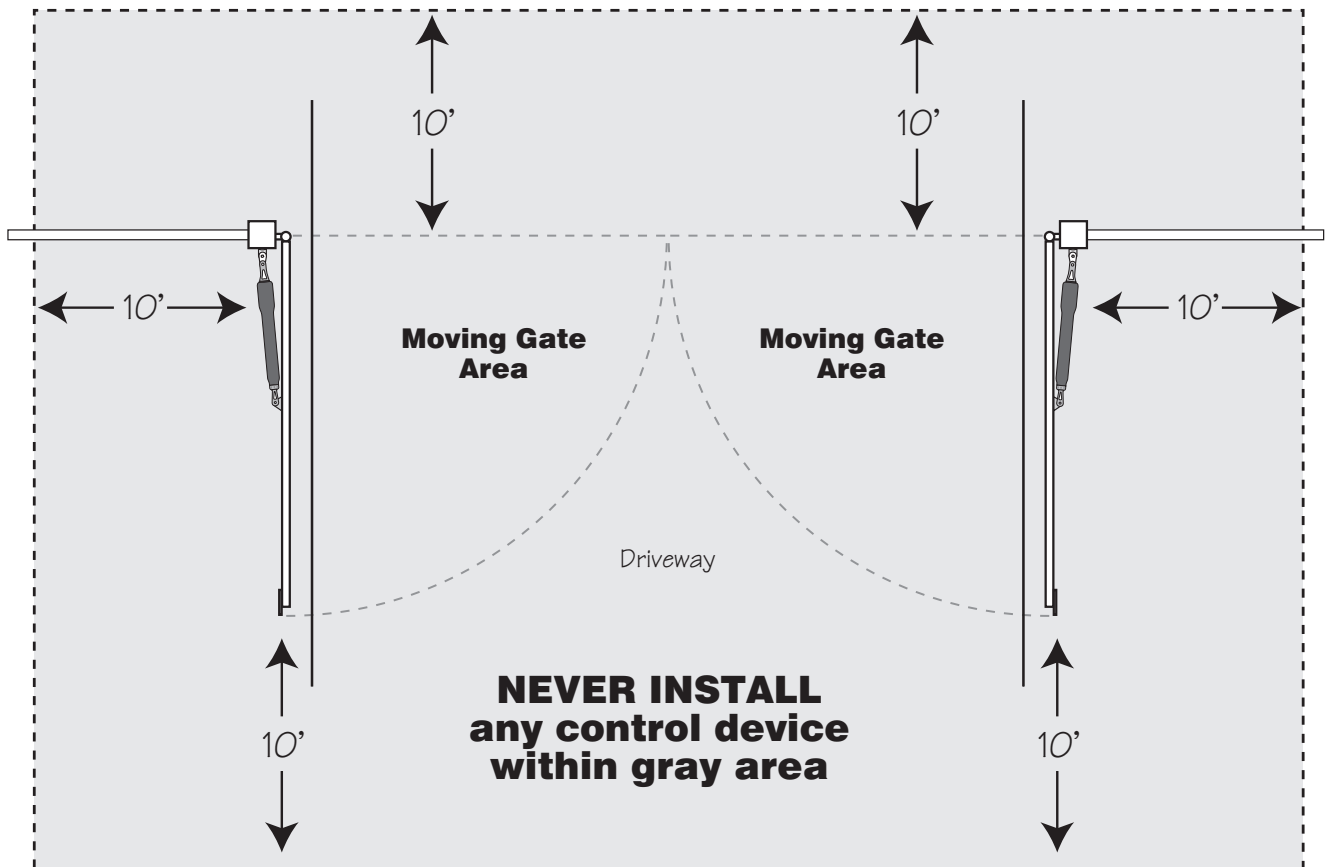 10’
10’
10’
10’
Moving Gate
Area
Moving Gate
Area
Driveway
NEVER INSTALL
any control device
within gray area
10’
10’